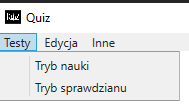 Quiz
Testy Edycja Inne
Tryb nauki
Tryb sprawdzianu